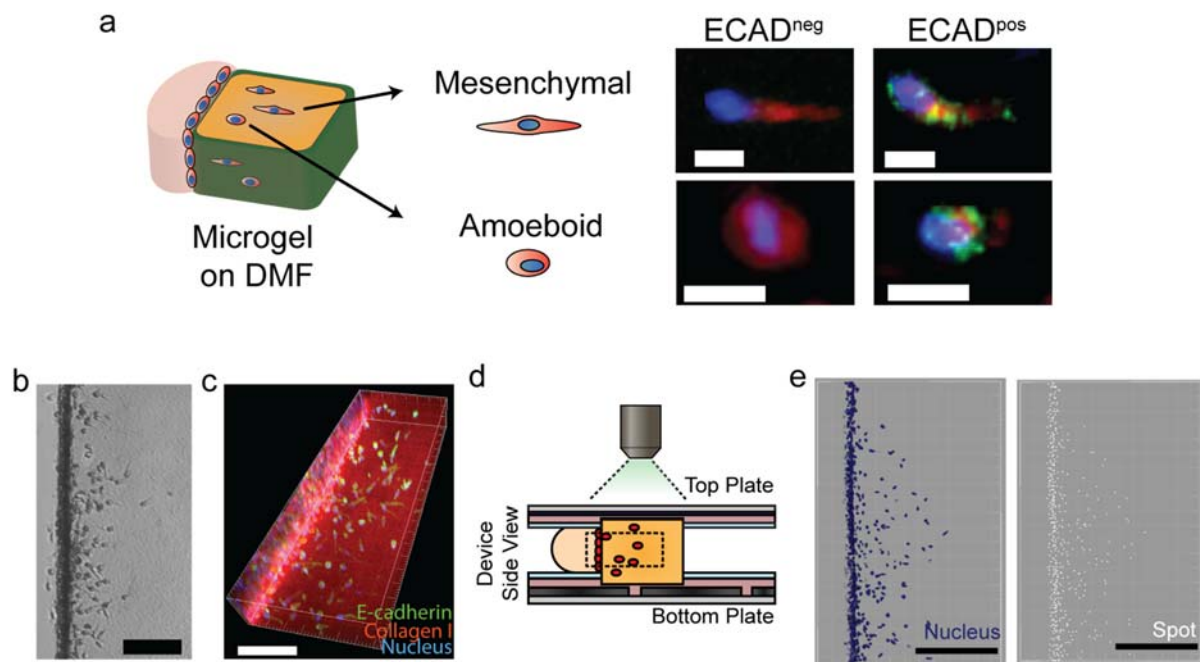 a
ECADneg
ECADpos
Mesenchymal
Amoeboid
Microgel
on DMF
b
c
E-cadherin
Collagen I
Nucleus
d
Device
Side View
Top Plate
Bottom Plate
e
Nucleus
Spot